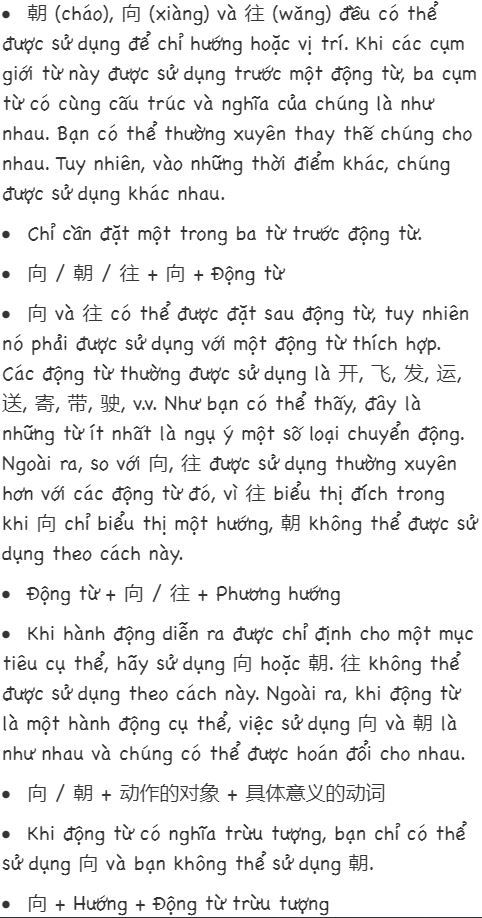 • 朝 (cháo), 向 (xiàng) và 往 (wǎng) đều có thể
được sử dụng để chỉ hướng hoặc vị trí. Khi các cụm
giới từ này được sử dụng trước một động từ, ba cụm
từ có cùng cấu trúc và nghĩa của chúng là như
nhau. Bạn có thể thường xuyên thay thế chúng cho
nhau. Tuy nhiên, vào những thời điểm khác, chúng
được sử dụng khác nhau.
• Chỉ cần đặt một trong ba từ trước động từ.
• 向 / 朝 / 往 + 向 + Động từ
• 向 và 往 có thể được đặt sau động từ, tuy nhiên
nó phải được sử dụng với một động từ thích hợp.
Các động từ thường được sử dụng là 开, 飞, 发, 运,
送, 寄, 带, 驶, v.v. Như bạn có thể thấy, đây là
những từ ít nhất là ngụ ý một số loại chuyển động.
Ngoài ra, so với 向, 往 được sử dụng thường xuyên
hơn với các động từ đó, vì 往 biểu thị đích trong
khi 向 chỉ biểu thị một hướng, 朝 không thể được sử
dụng theo cách này.
• Động từ + 向 / 往 + Phương hướng
• Khi hành động diễn ra được chỉ định cho một mục
tiêu cụ thể, hãy sử dụng 向 hoặc 朝. 往 không thể
được sử dụng theo cách này. Ngoài ra, khi động từ
là một hành động cụ thể, việc sử dụng 向 và 朝 là
như nhau và chúng có thể được hoán đổi cho nhau.
• 向 / 朝 + 动作的对象 + 具体意义的动词
• Khi động từ có nghĩa trừu tượng, bạn chỉ có thể
sử dụng 向 và bạn không thể sử dụng 朝.
• 向 + Hướng + Động từ trừu tượng